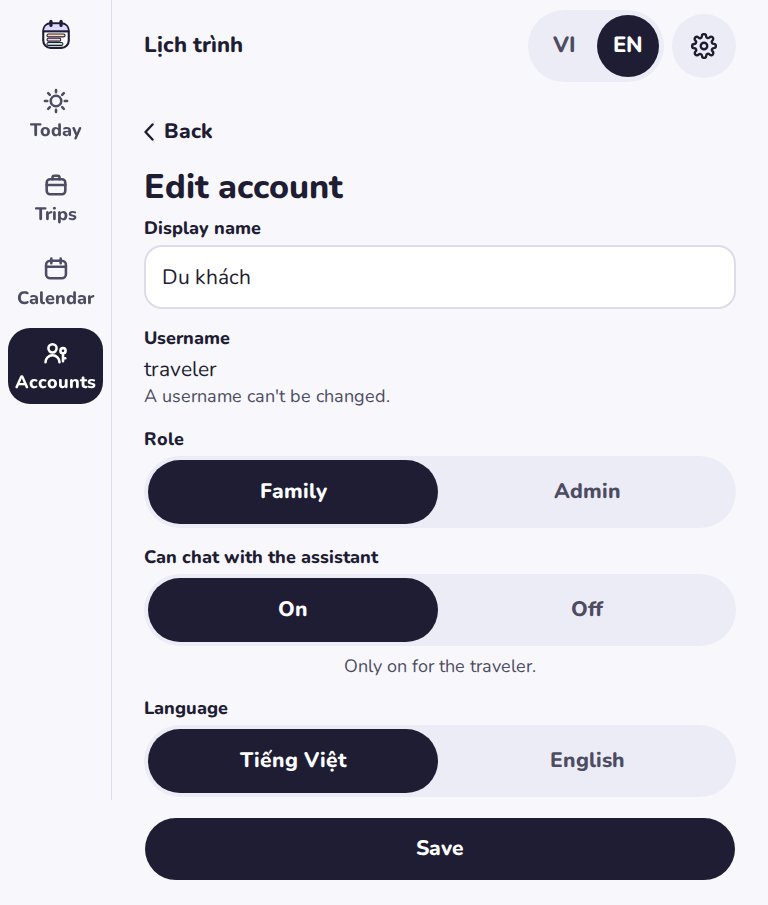 Lịch trình
VI
EN
Today
Trips
Calendar
Accounts
Back
Edit account
Display name
Du khách
Username
traveler
A username can't be changed.
Role
Family
Admin
Can chat with the assistant
On
Off
Only on for the traveler.
Language
Tiếng Việt
English
Save